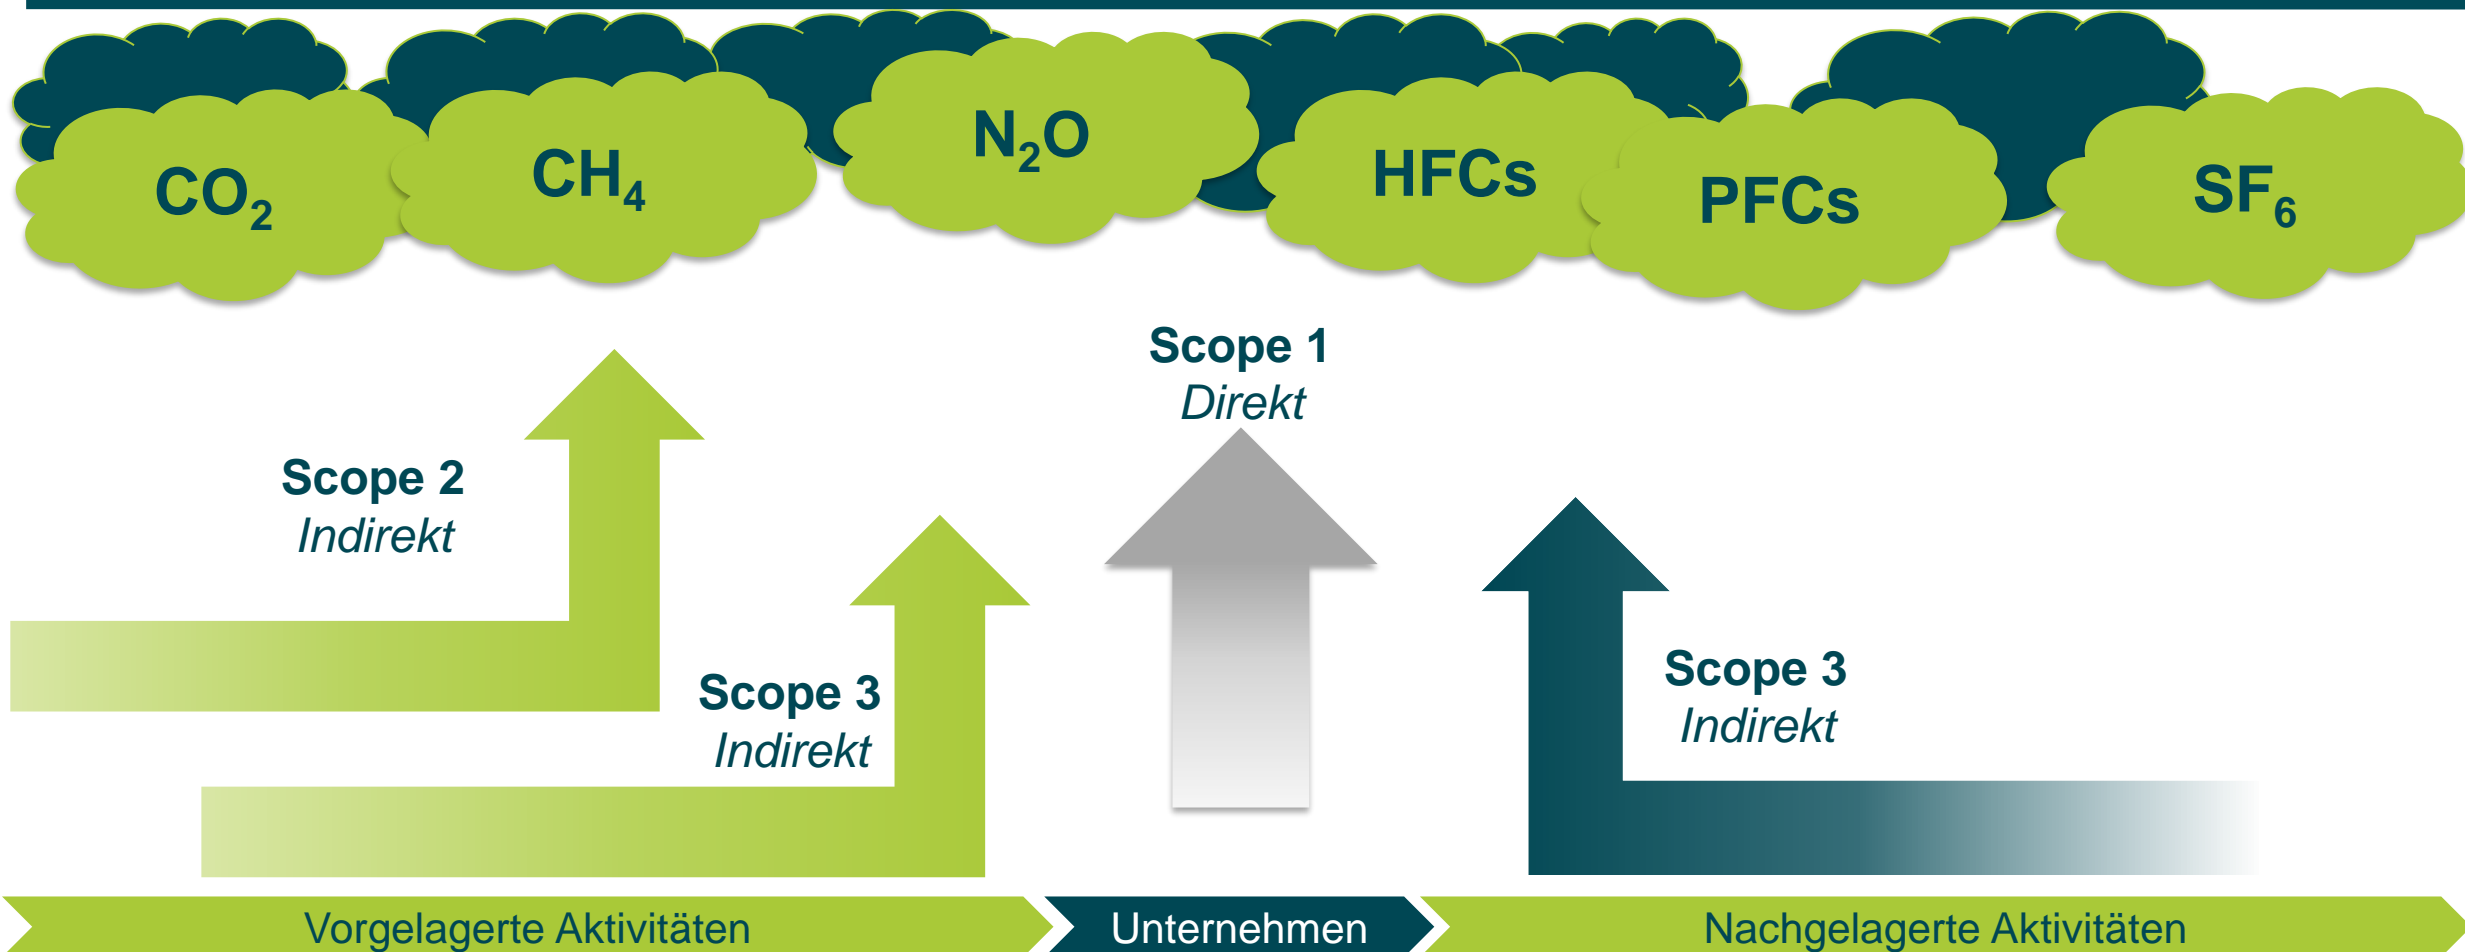 CO₂
CH₄
N₂O
HFCs
PFCs
SF₆
Scope 1
Direkt
Scope 2
Indirekt
Scope 3
Indirekt
Scope 3
Indirekt
Vorgelagerte Aktivitäten
Unternehmen
Nachgelagerte Aktivitäten